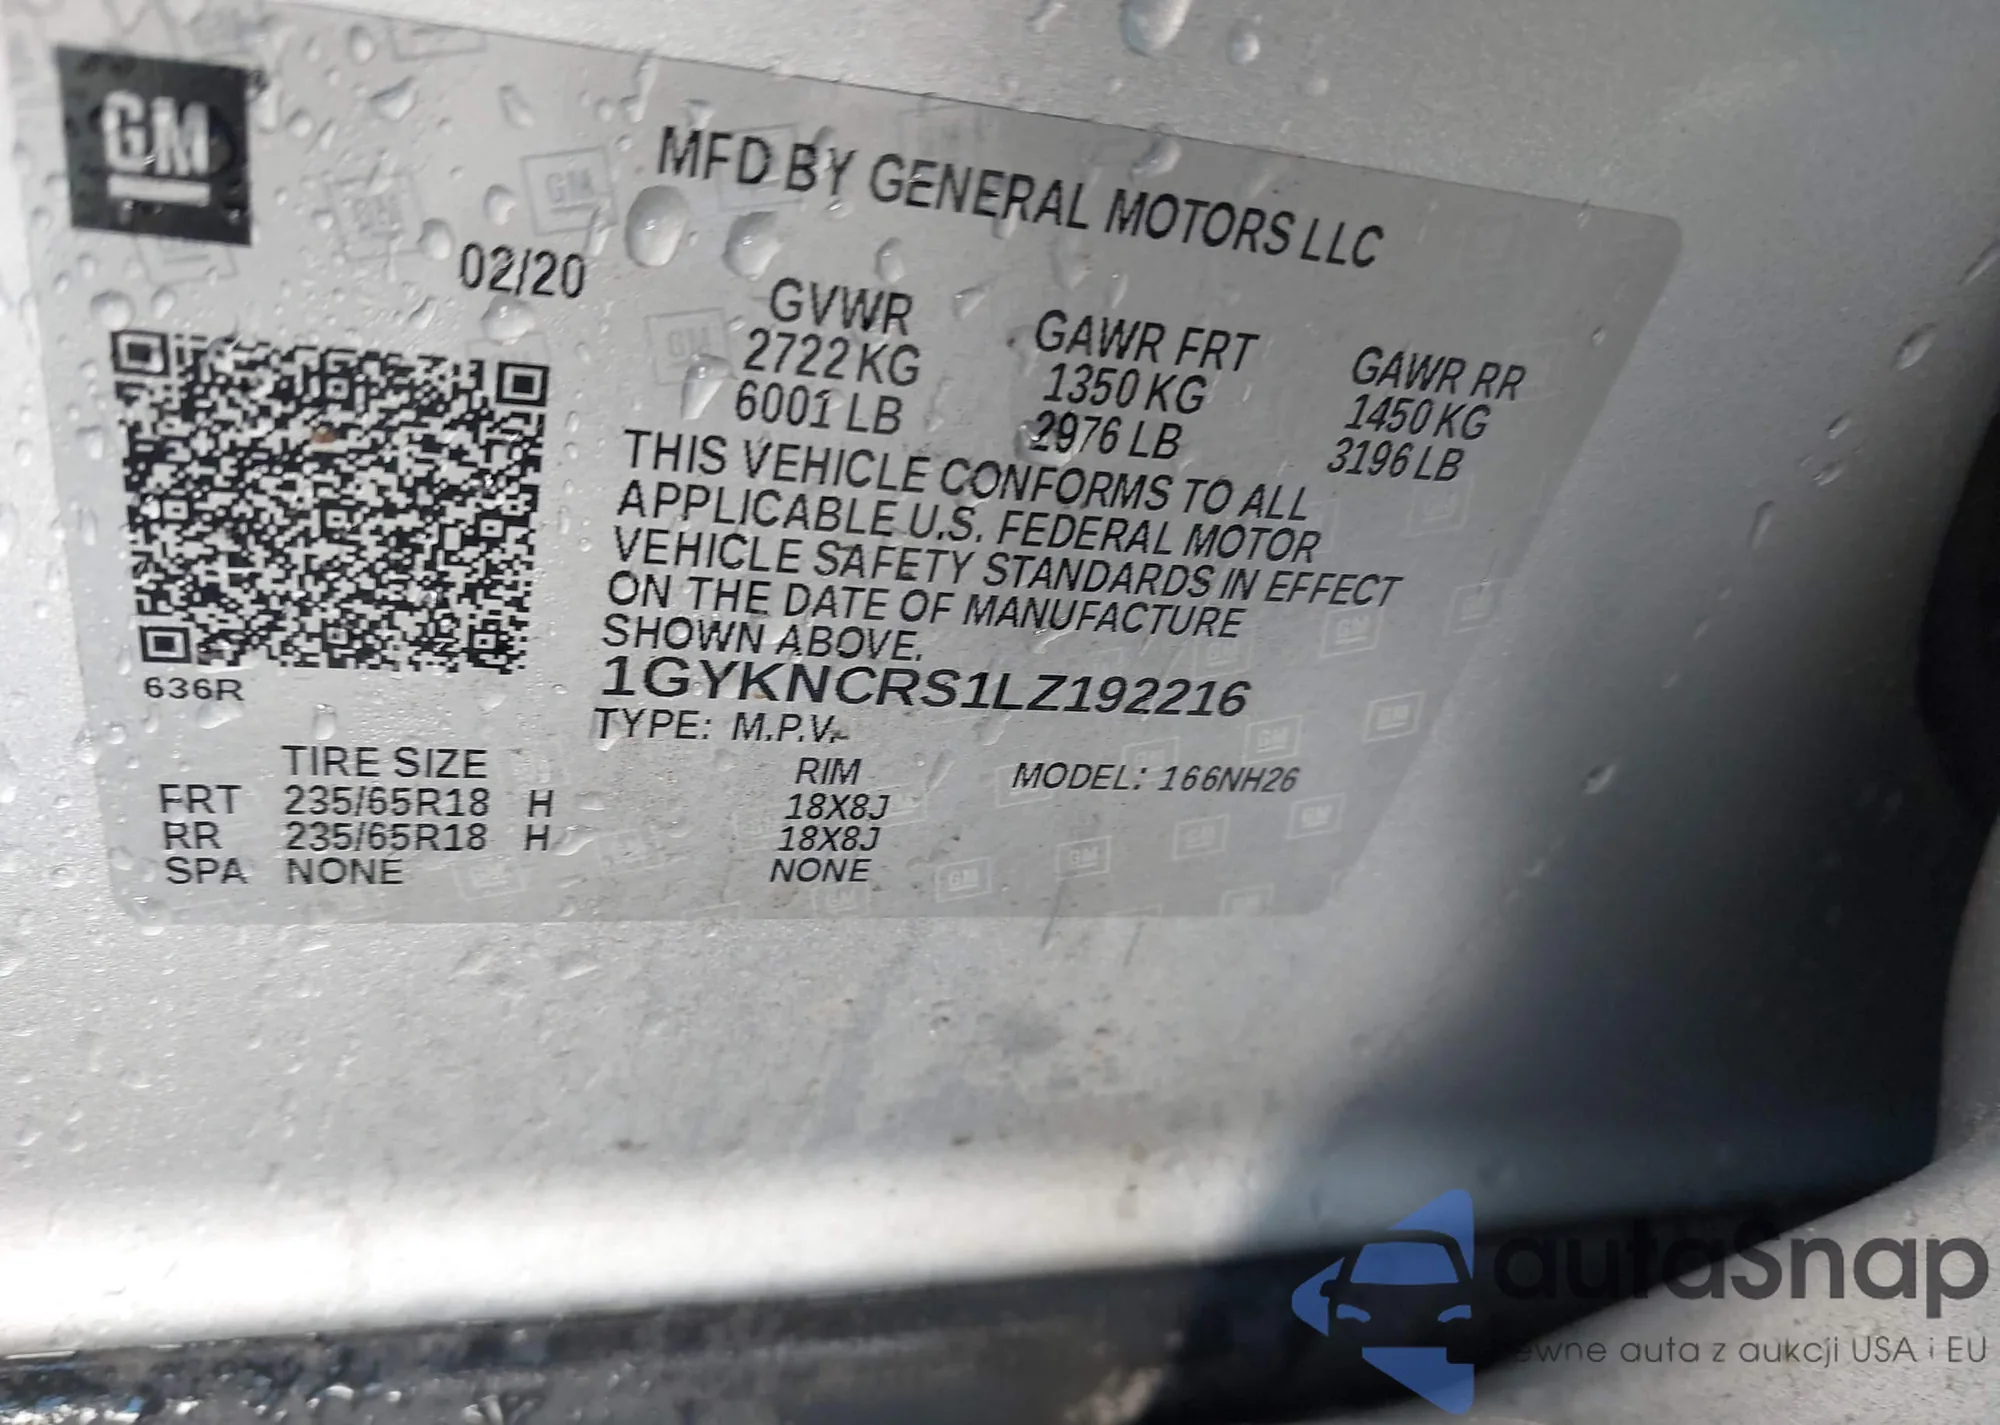 GM
MFD BY GENERAL MOTORS LLC
02/20
GVWR GAWR FRT GAWR RR
2722 KG 1350 KG 1450 KG
6001 LB 2976 LB 3196 LB
THIS VEHICLE CONFORMS TO ALL
APPLICABLE U.S. FEDERAL MOTOR
VEHICLE SAFETY STANDARDS IN EFFECT
ON THE DATE OF MANUFACTURE
SHOWN ABOVE.
1GYKNCRS1LZ192216
636R
TYPE: M.P.V.
TIRE SIZE RIM MODEL: 166NH26
FRT 235/65R18 H 18X8J
RR 235/65R18 H 18X8J
SPA NONE NONE
autaSnap
auta z aukcji USA i EU